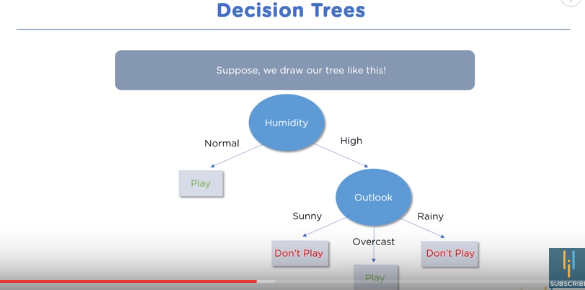 Decision Trees
Suppose, we draw our tree like this!
Humidity
Normal
High
Play
Outlook
Sunny
Overcast
Rainy
Don't Play
Play
Don't Play
SUBSCRIBE